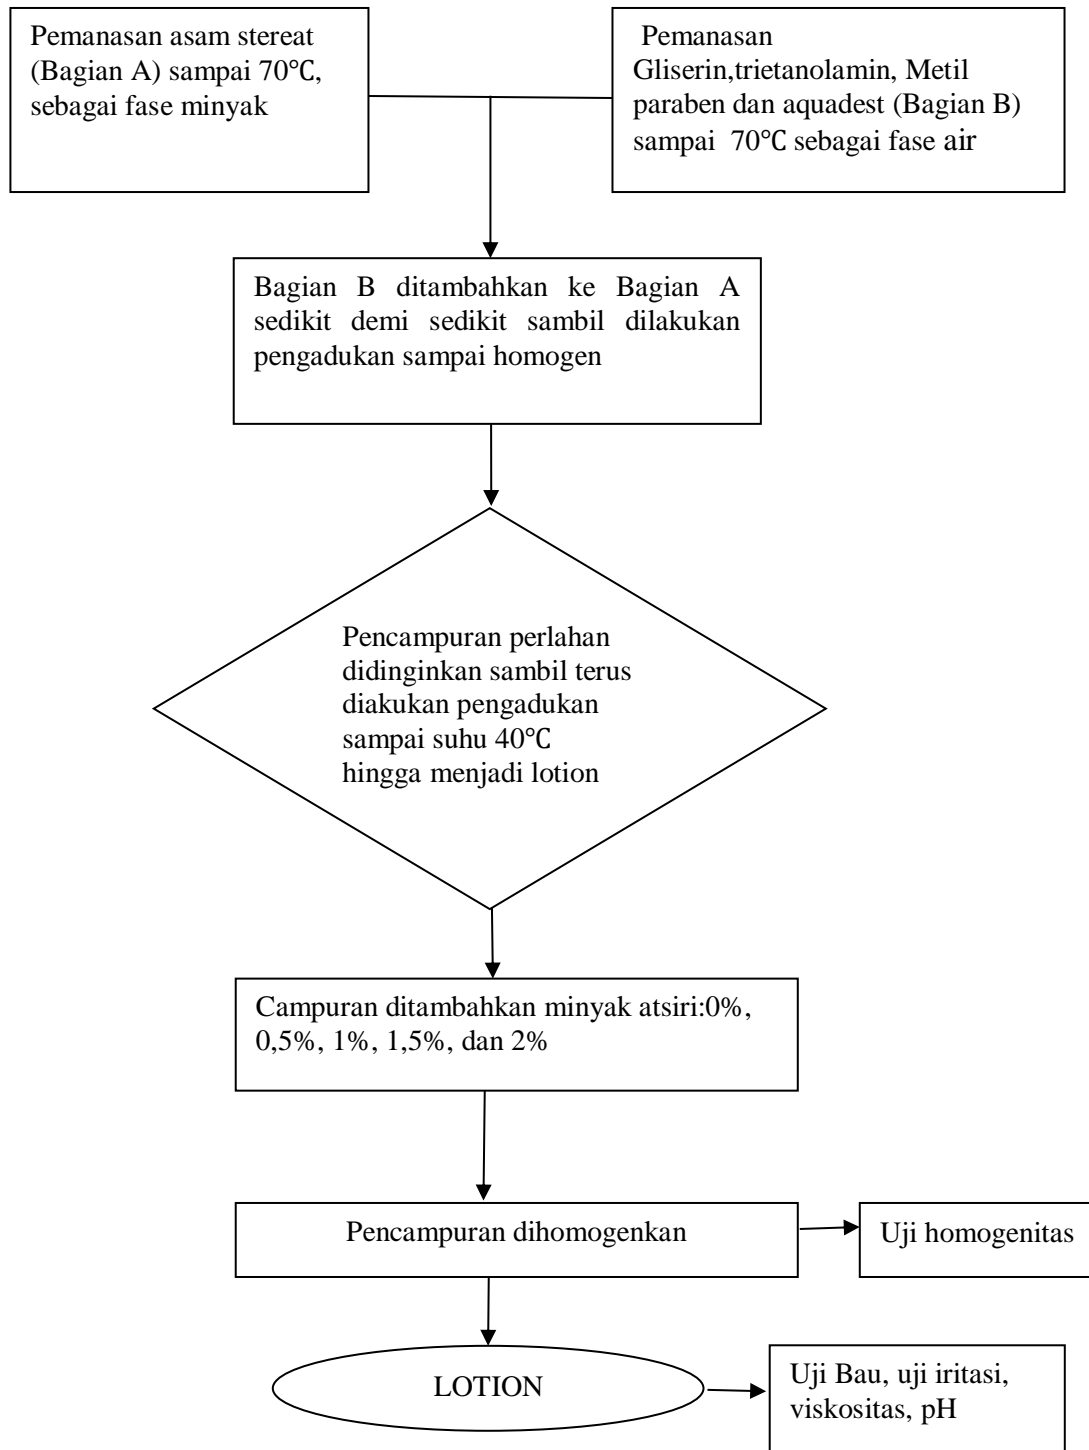 Pemanasan asam stereat
(Bagian A) sampai 70°C,
sebagai fase minyak
Pemanasan
Gliserin,trietanolamin, Metil
paraben dan aquadest (Bagian B)
sampai 70°C sebagai fase air
Bagian B ditambahkan ke Bagian A
sedikit demi sedikit sambil dilakukan
pengadukan sampai homogen
Pencampuran perlahan
didinginkan sambil terus
diakukan pengadukan
sampai suhu 40°C
hingga menjadi lotion
Campuran ditambahkan minyak atsiri:0%,
0,5%, 1%, 1,5%, dan 2%
Pencampuran dihomogenkan
Uji homogenitas
LOTION
Uji Bau, uji iritasi,
viskositas, pH